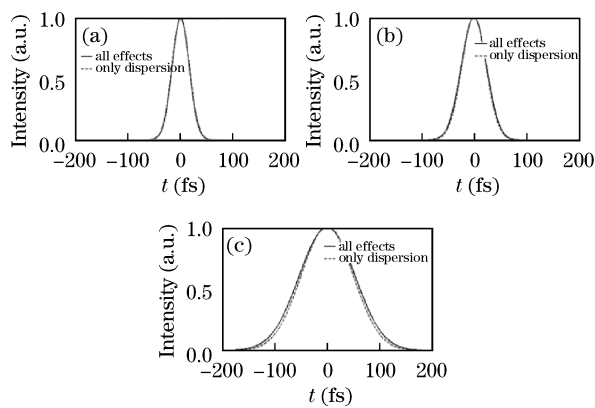 (a)
all effects
only dispersion
Intensity (a.u.)
1.0
0.5
0.0
−200 −100 0 100 200
t (fs)
(b)
all effects
only dispersion
Intensity (a.u.)
1.0
0.5
0.0
−200 −100 0 100 200
t (fs)
(c)
all effects
only dispersion
Intensity (a.u.)
1.0
0.5
0.0
−200 −100 0 100 200
t (fs)